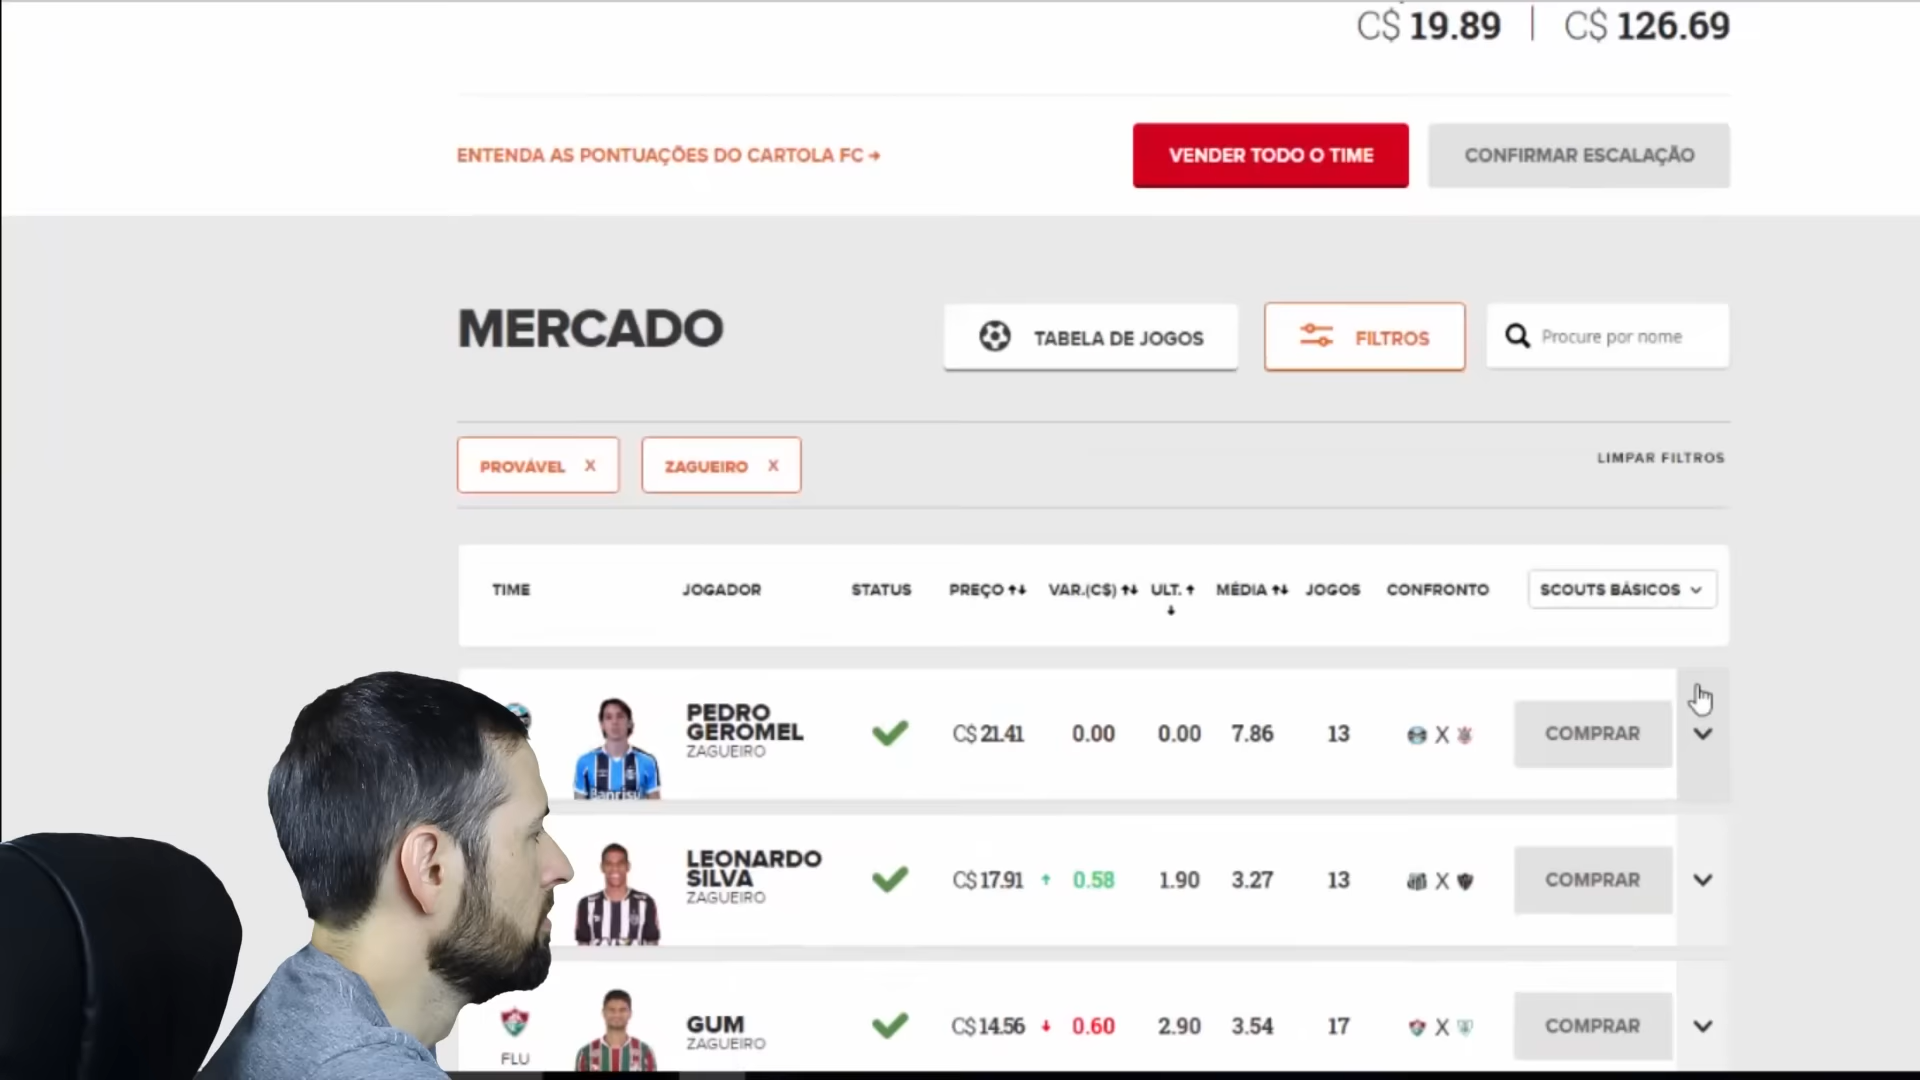 C$ 19.89 | C$ 126.69
ENTENDA AS PONTUAÇÕES DO CARTOLA FC
VENDER TODO O TIME
CONFIRMAR ESCALAÇÃO
MERCADO
TABELA DE JOGOS
FILTROS
Procure por nome
PROVÁVEL X
ZAGUEIRO X
LIMPAR FILTROS
TIME JOGADOR STATUS PREÇO VAR.(C$) ULT. MÉDIA JOGOS CONFRONTO SCOUTS BÁSICOS
PEDRO
GEROMEL
ZAGUEIRO
C$ 21.41 0.00 0.00 7.86 13 X COMPRAR
Banrisu
LEONARDO
SILVA
ZAGUEIRO
C$ 17.91 0.58 1.90 3.27 13 X COMPRAR
FLU
GUM
ZAGUEIRO
C$ 14.56 0.60 2.90 3.54 17 X COMPRAR